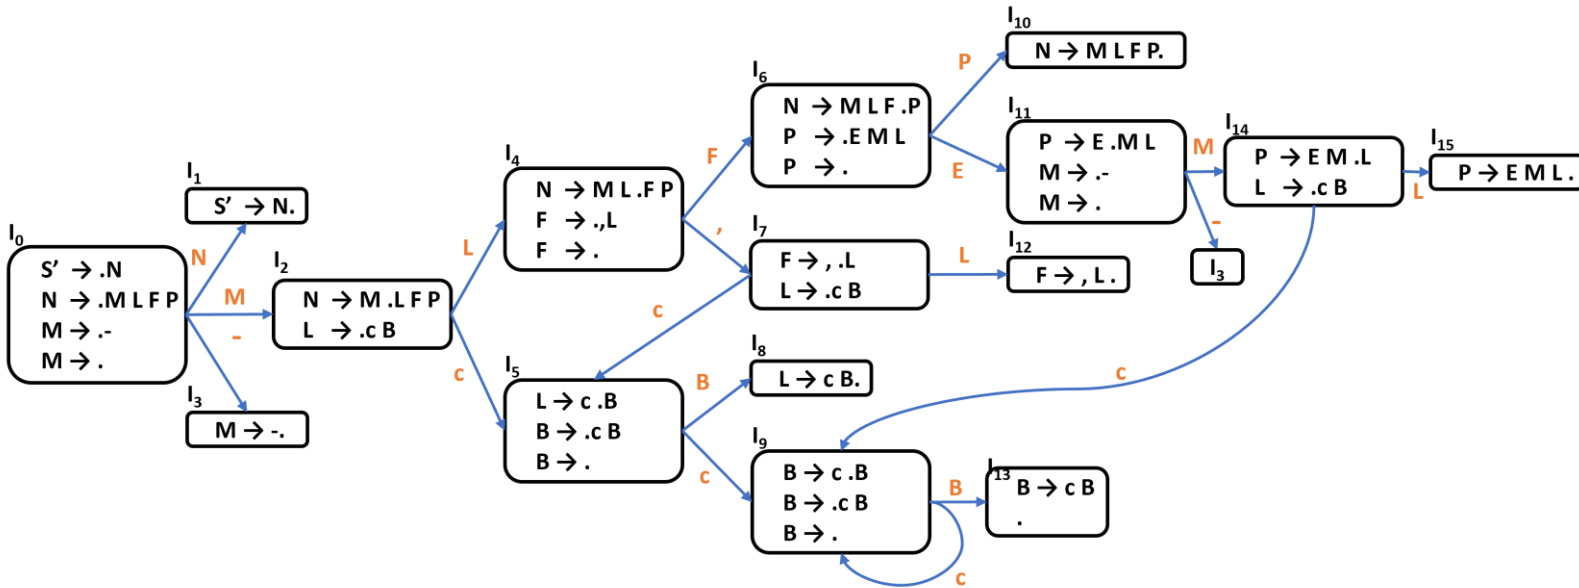 I0
S' → .N
N → .M L F P
M → .-
M → .
N
M
-
I1
S' → N.
I2
N → M .L F P
L → .c B
I3
M → -.
L
c
I4
N → M L .F P
F → .,L
F → .
I5
L → c .B
B → .c B
B → .
F
,
c
B
c
I6
N → M L F .P
P → .E M L
P → .
I7
F → , .L
L → .c B
I8
L → c B.
I9
B → c .B
B → .c B
B → .
P
E
L
B
c
I10
N → M L F P.
I11
P → E .M L
M → .-
M → .
I12
F → , L .
I13
B → c B
.
M
-
I3
I14
P → E M .L
L → .c B
c
L
I15
P → E M L .